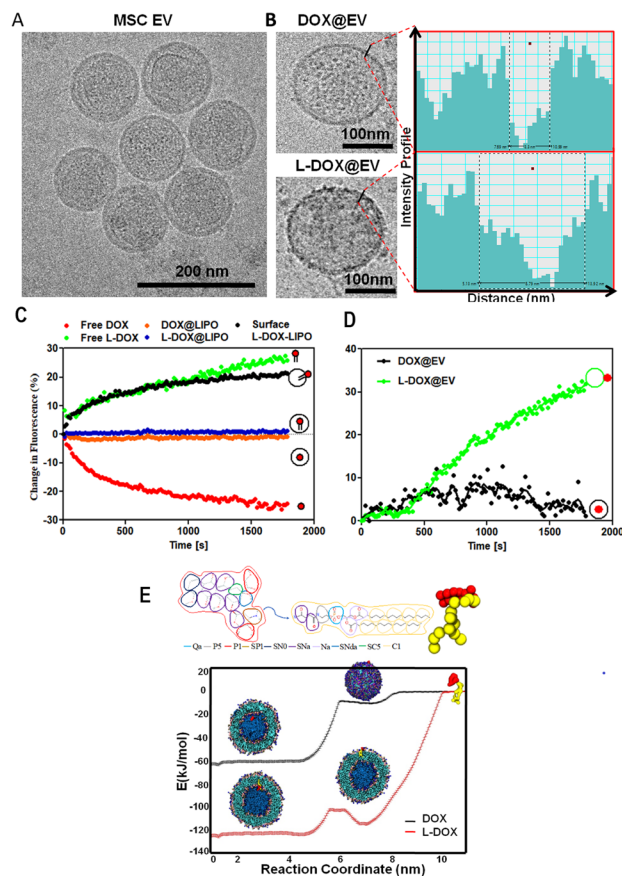 A
MSC EV
200 nm
B
DOX@EV
100nm
L-DOX@EV
100nm
Intensity Profile
Distance (nm)
C
Free DOX
DOX@LIPO
Surface
Free L-DOX
L-DOX@LIPO
L-DOX-LIPO
Change in Fluorescence (%)
30
20
10
0
-10
-20
-30
0
500
1000
1500
2000
Time [s]
D
DOX@EV
L-DOX@EV
40
30
20
10
0
0
500
1000
1500
2000
Time [s]
E
Qa P5 P1 SP1 SN0 SNa Na SNda SC5 C1
E(kJ/mol)
20
0
-20
-40
-60
-80
-100
-120
-140
0
2
4
6
8
10
DOX
L-DOX
Reaction Coordinate (nm)